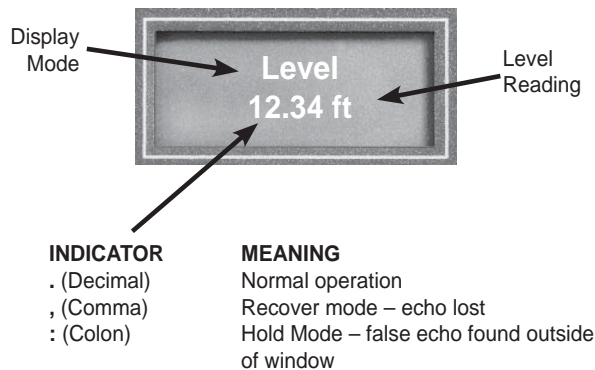 Display
Mode
Level
12.34 ft
Level
Reading
INDICATOR MEANING
. (Decimal) Normal operation
, (Comma) Recover mode – echo lost
: (Colon) Hold Mode – false echo found outside
of window